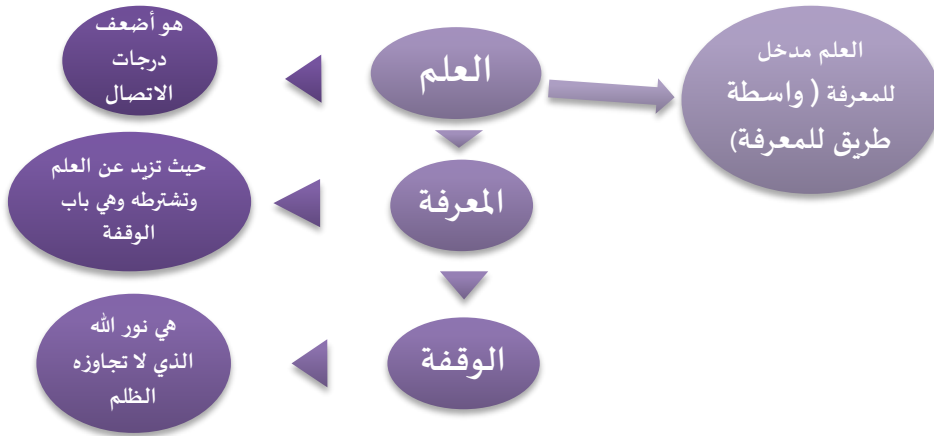 العلم مدخل
للمعرفة ( واسطة
طريق للمعرفة)
العلم
هو أضعف
درجات
الاتصال
المعرفة
حيث تزيد عن العلم
وتشترطه وهي باب
الوقفة
الوقفة
هي نور الله
الذي لا تجاوزه
الظلم